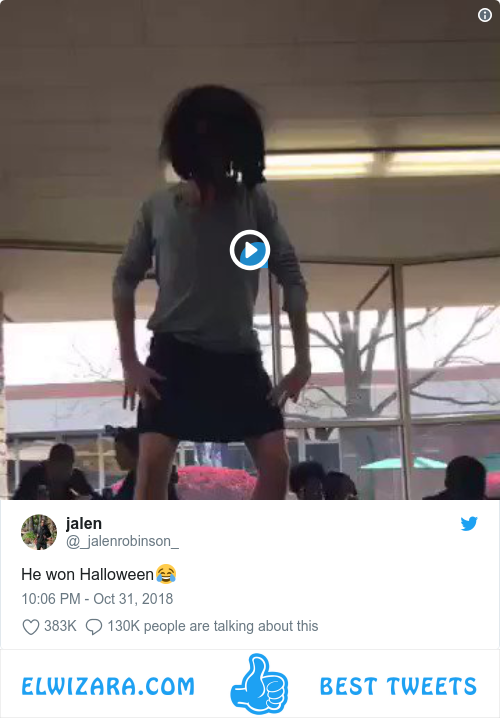 jalen
@_jalenrobinson_
He won Halloween😂
10:06 PM - Oct 31, 2018
383K 130K people are talking about this
ELWIZARA.COM BEST TWEETS